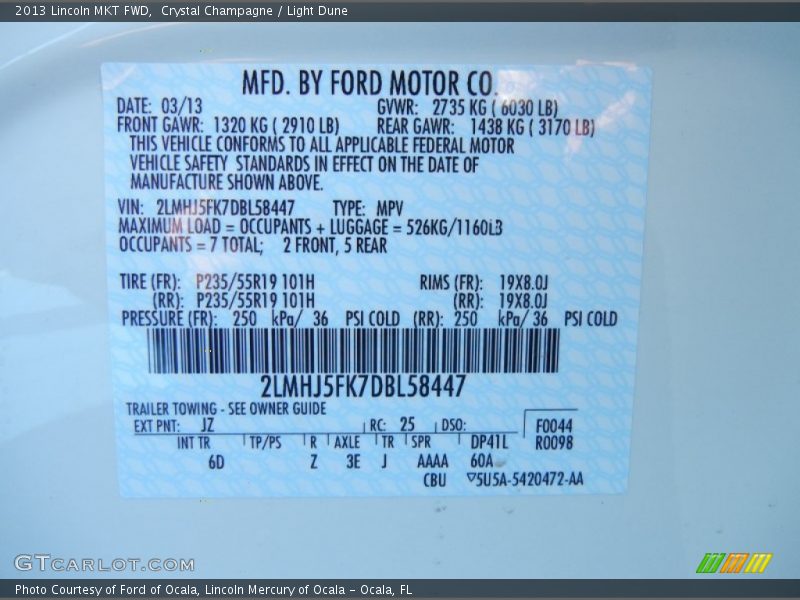 2013 Lincoln MKT FWD,  Crystal Champagne / Light Dune
MFD. BY FORD MOTOR CO.
DATE: 03/13 GVWR: 2735 KG ( 6030 LB)
FRONT GAWR: 1320 KG ( 2910 LB) REAR GAWR: 1438 KG ( 3170 LB)
THIS VEHICLE CONFORMS TO ALL APPLICABLE FEDERAL MOTOR
VEHICLE SAFETY STANDARDS IN EFFECT ON THE DATE OF
MANUFACTURE SHOWN ABOVE.
VIN: 2LMHJ5FK7DBL58447 TYPE: MPV
MAXIMUM LOAD = OCCUPANTS + LUGGAGE = 526KG/1160LB
OCCUPANTS = 7 TOTAL; 2 FRONT, 5 REAR
TIRE (FR): P235/55R19 101H RIMS (FR): 19X8.0J
(RR): P235/55R19 101H (RR): 19X8.0J
PRESSURE (FR): 250 kPa/ 36 PSI COLD (RR): 250 kPa/ 36 PSI COLD
2LMHJ5FK7DBL58447
TRAILER TOWING - SEE OWNER GUIDE
EXT PNT: JZ RC: 25 DSO: F0044
INT TR TP/PS R AXLE TR SPR DP41L R0098
6D Z 3E J AAAA 60A
CBU ▽5U5A-5420472-AA
GTCARLOT.COM
Photo Courtesy of Ford of Ocala, Lincoln Mercury of Ocala – Ocala, FL